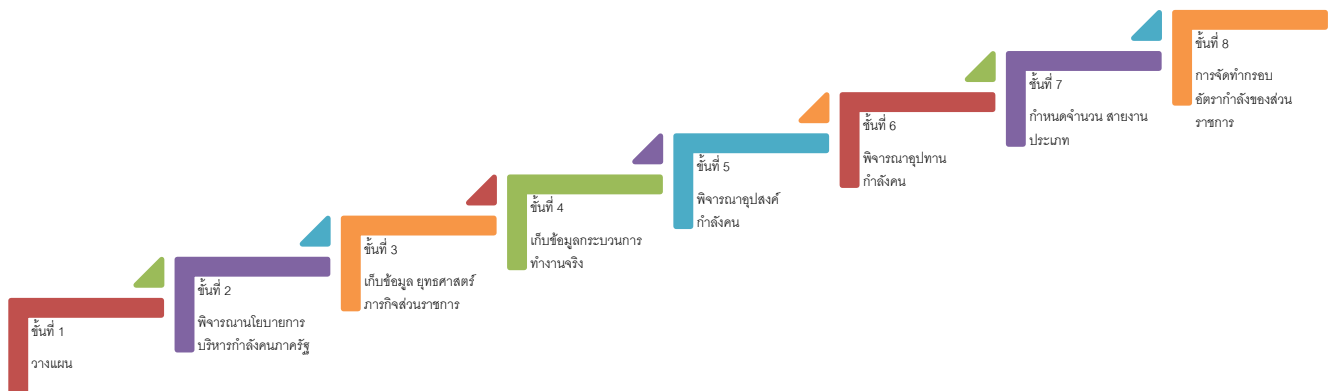 ขั้นที่ 1
วางแผน
ขั้นที่ 2
พิจารณานโยบายการ
บริหารกำลังคนภาครัฐ
ขั้นที่ 3
เก็บข้อมูล ยุทธศาสตร์
ภารกิจส่วนราชการ
ขั้นที่ 4
เก็บข้อมูลกระบวนการ
ทำงานจริง
ขั้นที่ 5
พิจารณาอุปสงค์
กำลังคน
ขั้นที่ 6
พิจารณาอุปทาน
กำลังคน
ขั้นที่ 7
กำหนดจำนวน สายงาน
ประเภท
ขั้นที่ 8
การจัดทำกรอบ
อัตรากำลังของส่วน
ราชการ